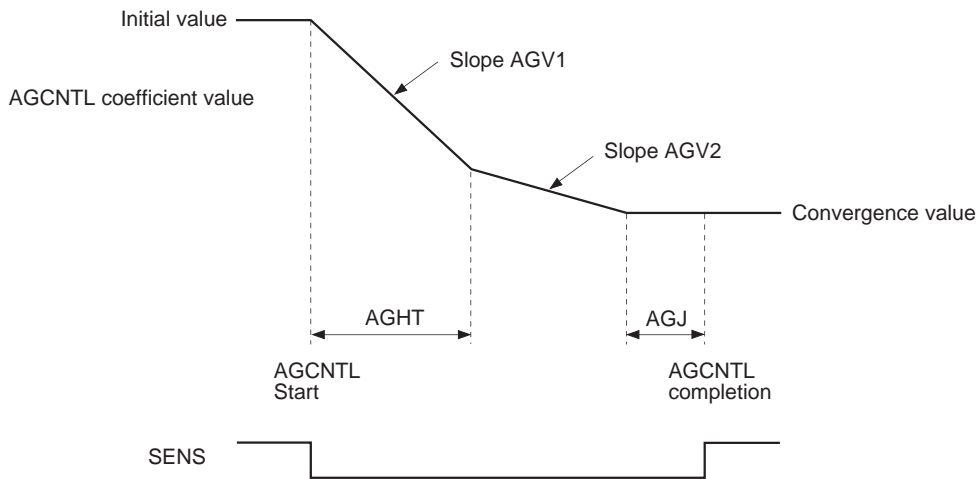 Initial value
Slope AGV1
AGCNTL coefficient value
Slope AGV2
Convergence value
AGHT
AGJ
AGCNTL
Start
AGCNTL
completion
SENS